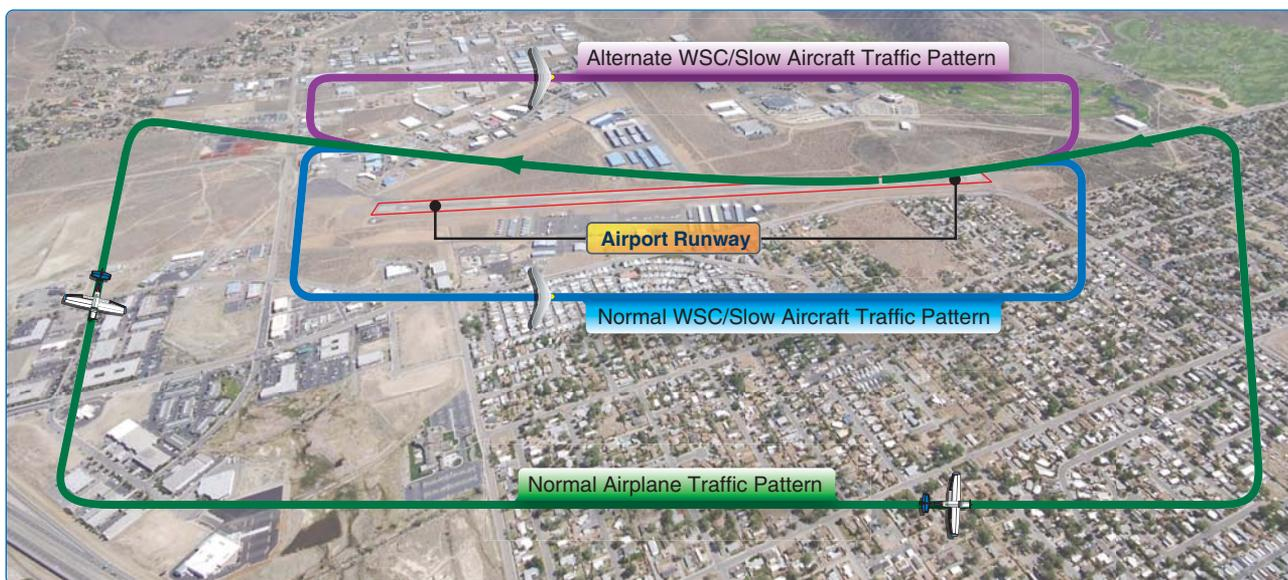 Alternate WSC/Slow Aircraft Traffic Pattern
Airport Runway
Normal WSC/Slow Aircraft Traffic Pattern
Normal Airplane Traffic Pattern